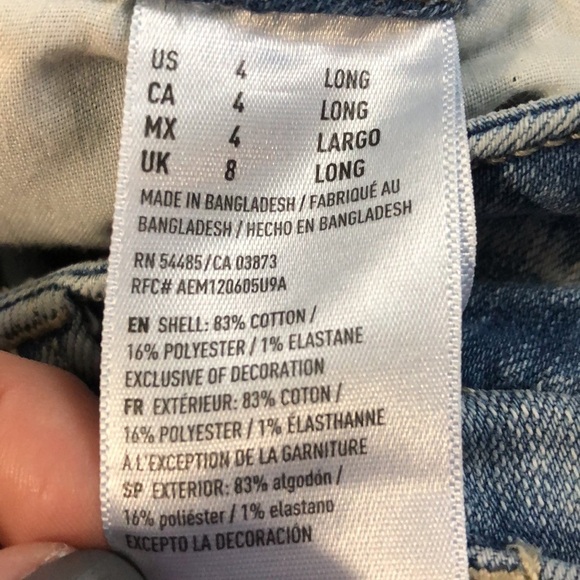 US 4 LONG
CA 4 LONG
MX 4 LARGO
UK 8 LONG
MADE IN BANGLADESH / FABRIQUÉ AU
BANGLADESH / HECHO EN BANGLADESH
RN 54485/CA 03873
RFC# AEM120605U9A
EN SHELL: 83% COTTON /
16% POLYESTER / 1% ELASTANE
EXCLUSIVE OF DECORATION
FR EXTÉRIEUR: 83% COTON /
16% POLYESTER / 1% ÉLASTHANNE
À L'EXCEPTION DE LA GARNITURE
SP EXTERIOR: 83% algodón /
16% poliéster / 1% elastano
EXCEPTO LA DECORACIÓN